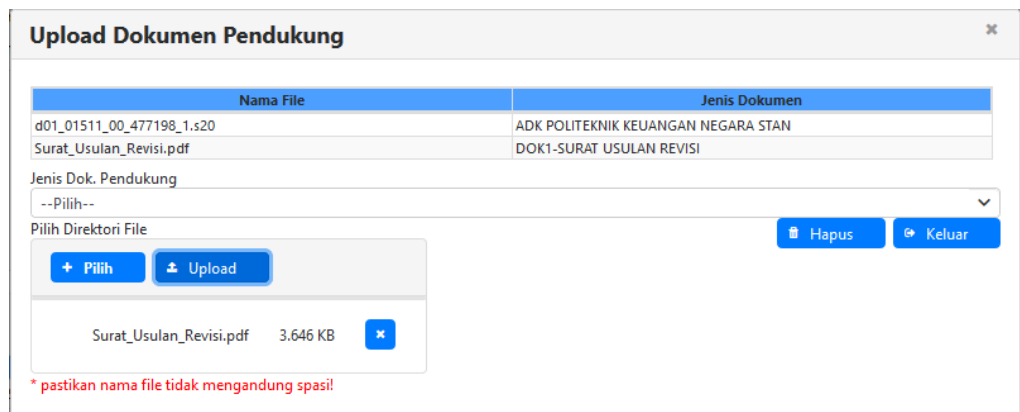 Upload Dokumen Pendukung
Nama File Jenis Dokumen
d01_01511_00_477198_1.s20 ADK POLITEKNIK KEUANGAN NEGARA STAN
Surat_Usulan_Revisi.pdf DOK1-SURAT USULAN REVISI
Jenis Dok. Pendukung
--Pilih--
Pilih Direktori File
Hapus Keluar
Pilih Upload
Surat_Usulan_Revisi.pdf 3.646 KB
* pastikan nama file tidak mengandung spasi!